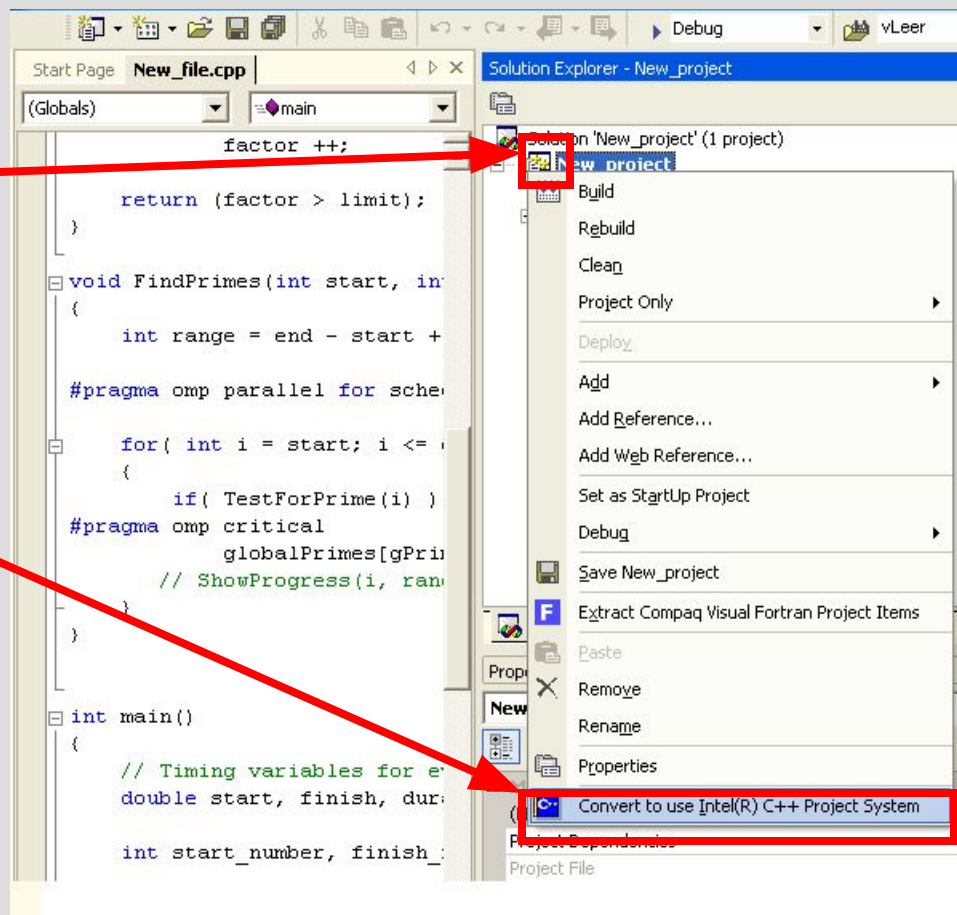 Debug
vLeer
Start Page New_file.cpp
(Globals)
main
factor ++;
return (factor > limit);
}
void FindPrimes(int start, in
{
int range = end - start +
#pragma omp parallel for sche
for( int i = start; i <=
{
if( TestForPrime(i) )
#pragma omp critical
globalPrimes[gPri
// ShowProgress(i, ran
}
}
int main()
{
// Timing variables for e
double start, finish, dur
int start_number, finish_
Solution Explorer - New_project
Solution 'New_project' (1 project)
New_project
Build
Rebuild
Clean
Project Only
Deploy
Add
Add Reference...
Add Web Reference...
Set as StartUp Project
Debug
Save New_project
F Extract Compaq Visual Fortran Project Items
Paste
Remove
Rename
Properties
Convert to use Intel(R) C++ Project System
Prop
New
Project Dependencies
Project File